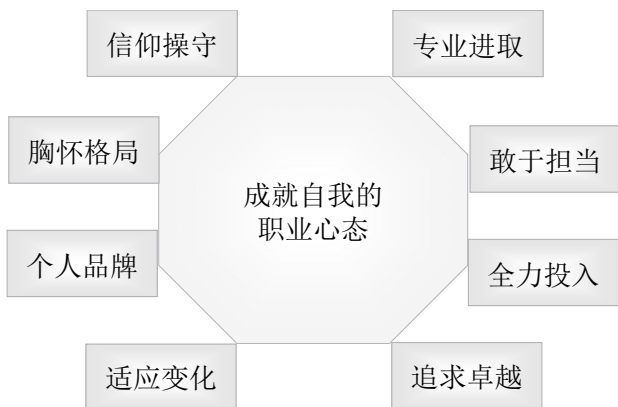 信仰操守
专业进取
胸怀格局
敢于担当
成就自我的
职业心态
个人品牌
全力投入
适应变化
追求卓越